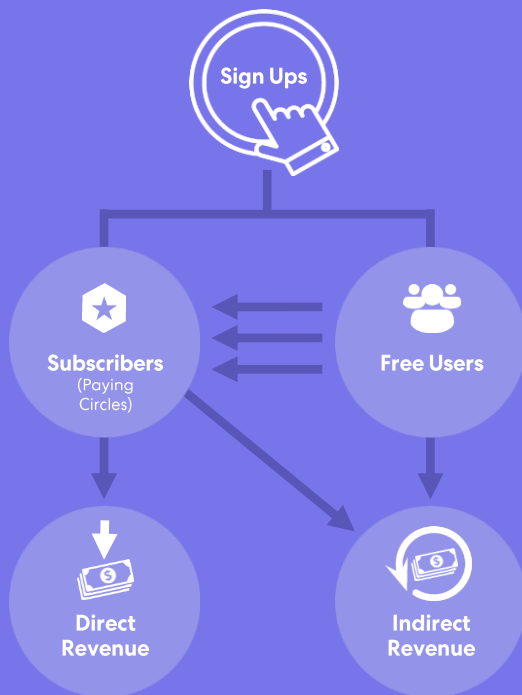 Sign Ups
Subscribers
(Paying
Circles)
Free Users
$
Direct
Revenue
$
Indirect
Revenue